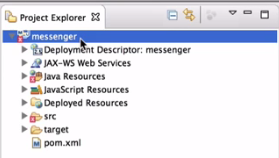 Project Explorer
messenger
Deployment Descriptor: messenger
JAX-WS Web Services
Java Resources
JavaScript Resources
Deployed Resources
src
target
pom.xml